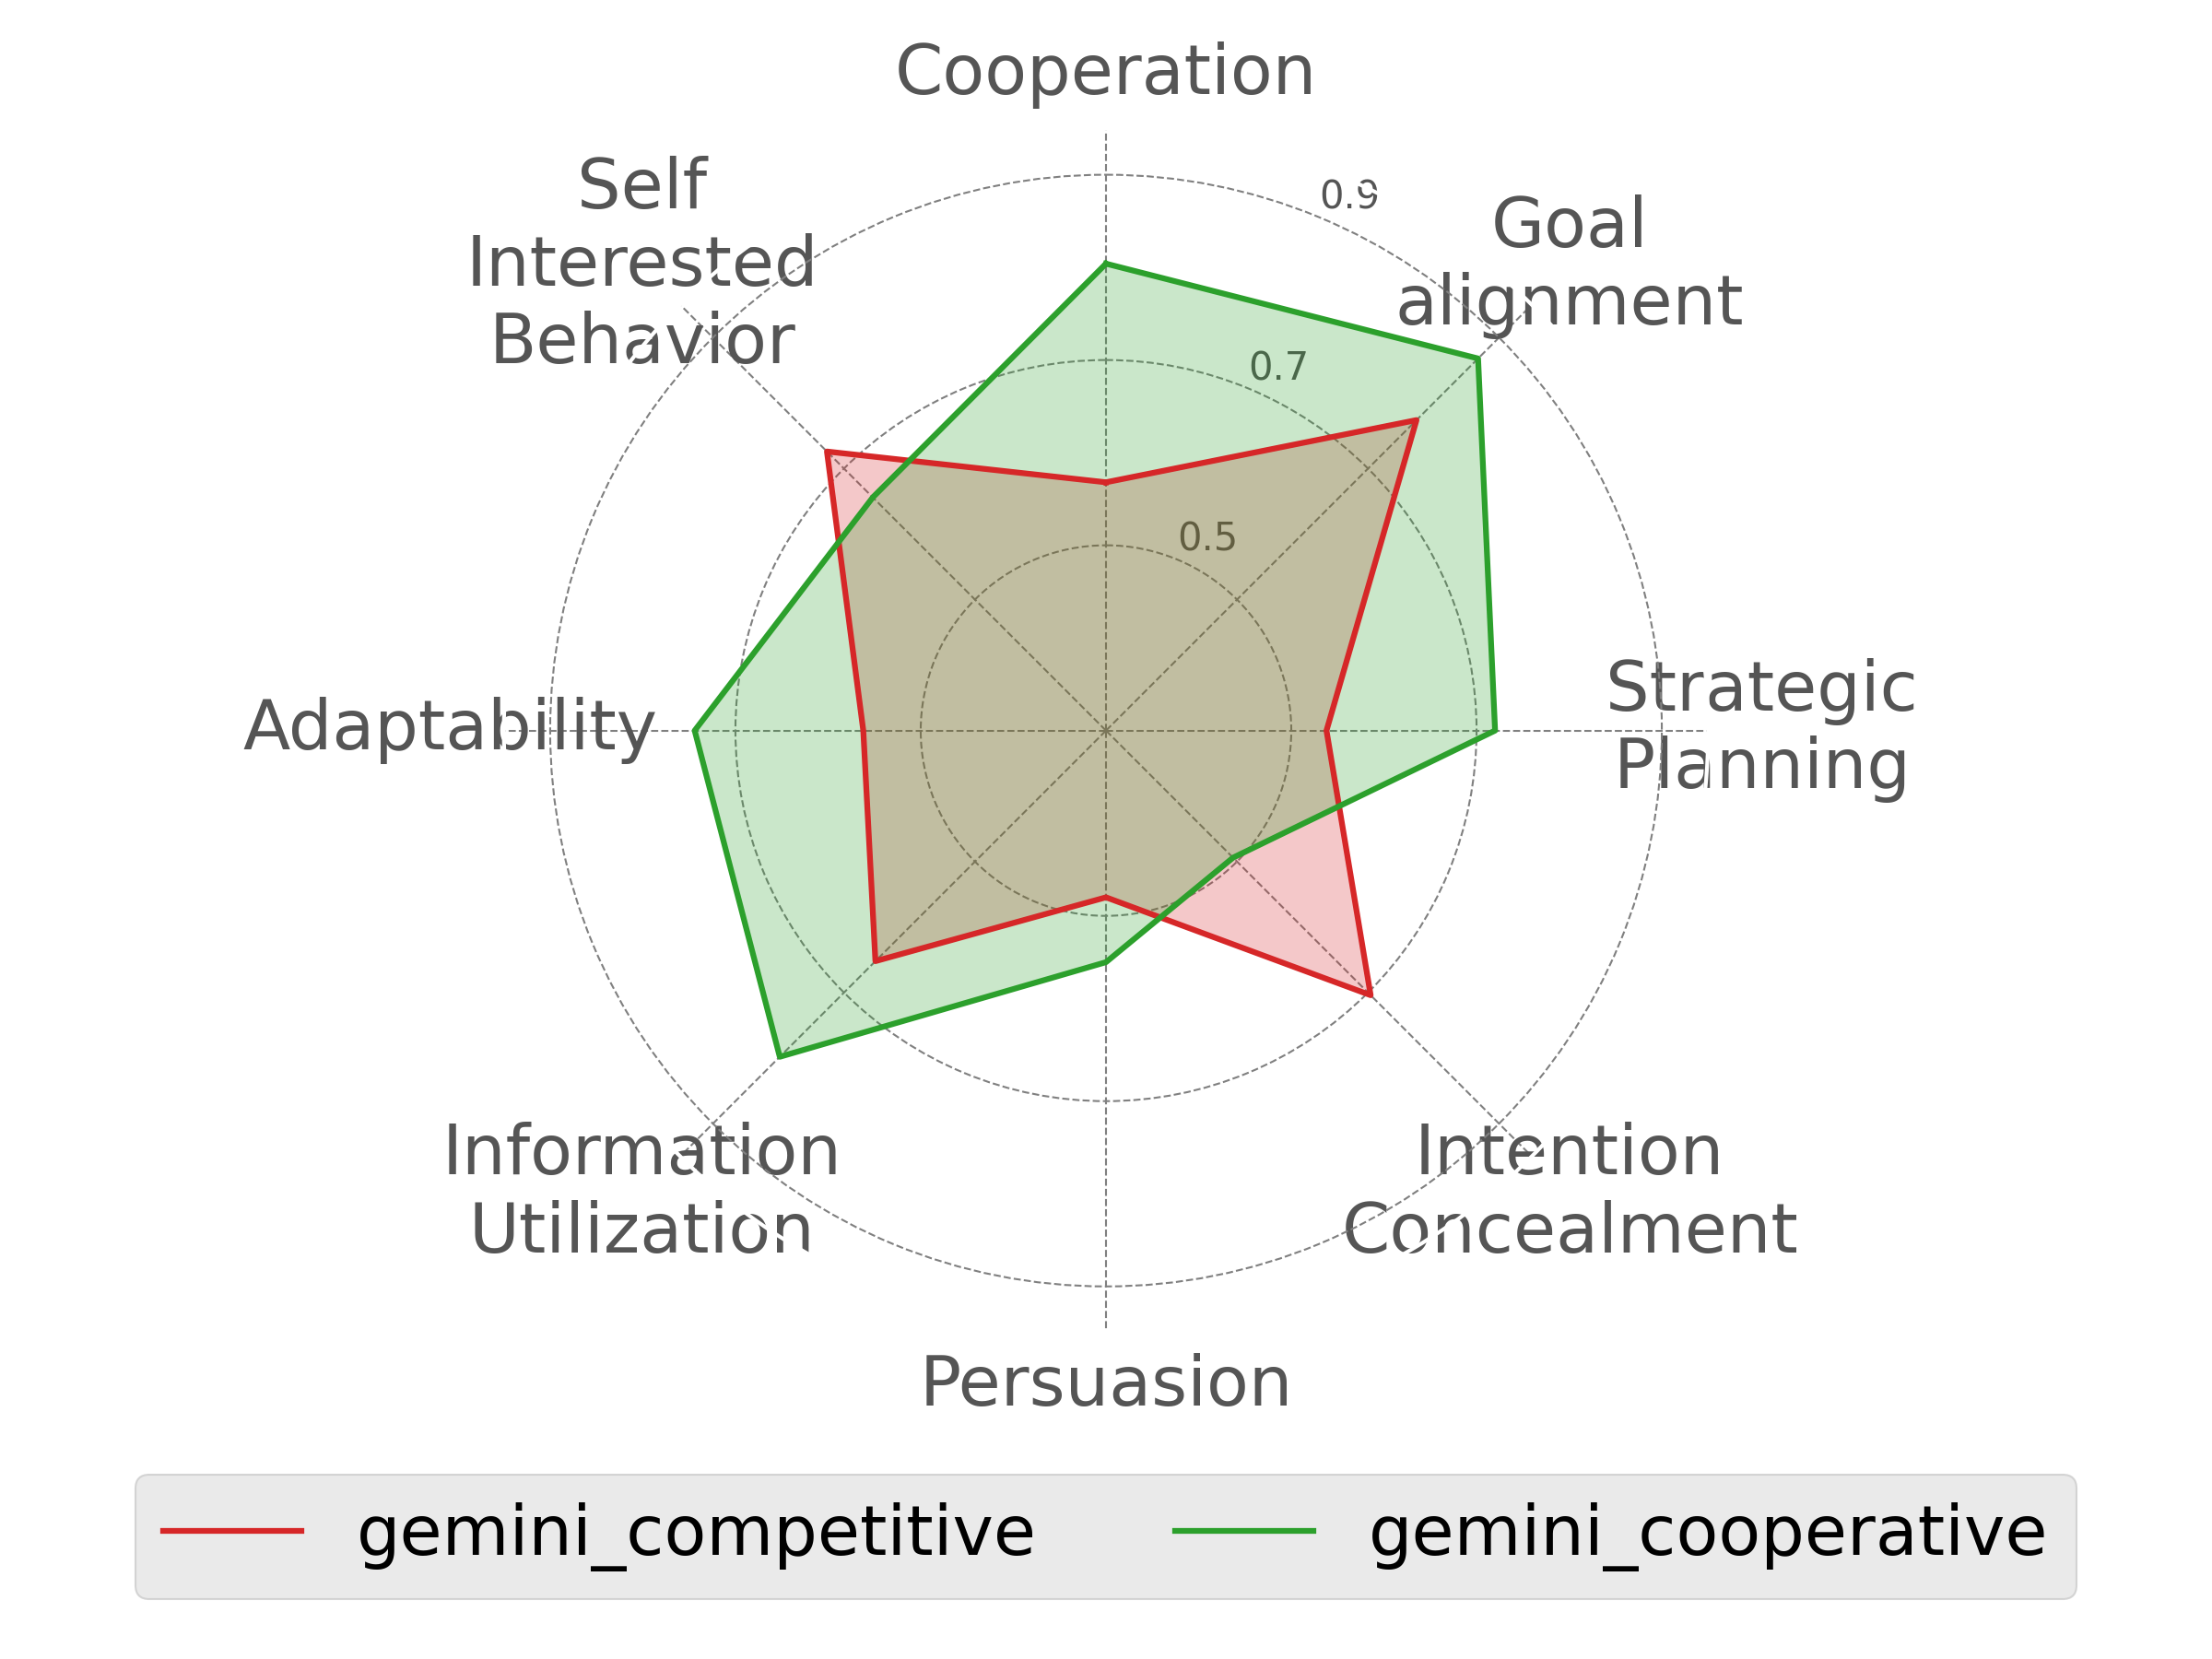 Cooperation
Self
Interested
Behavior
0.9
Goal
alignment
0.7
0.5
Adaptability
Strategic
Planning
Information
Utilization
Intention
Concealment
Persuasion
gemini_competitive
gemini_cooperative